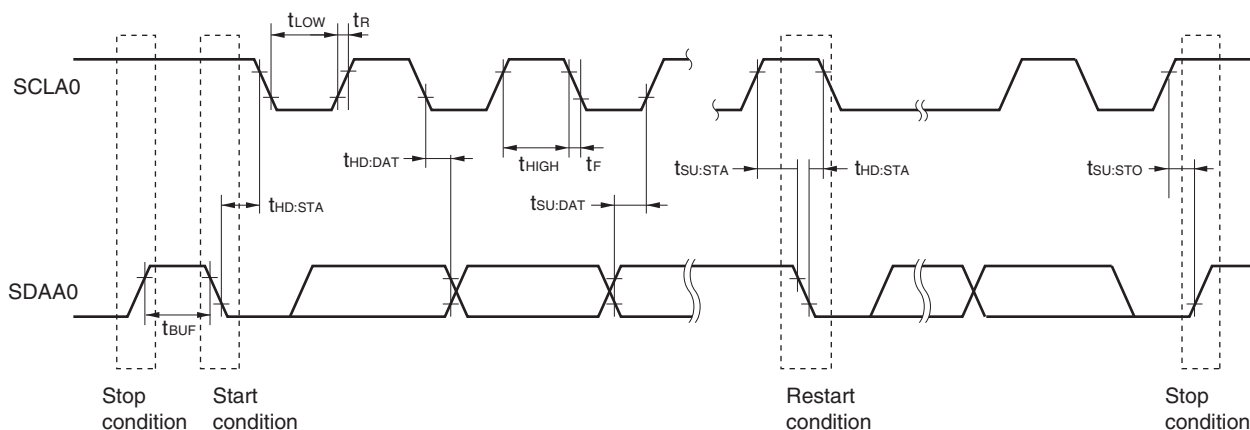 tLOW tR
SCLA0
tHD:DAT tHIGH tF tSU:STA tHD:STA tSU:STO
tHD:STA tSU:DAT
SDAA0
tBUF
Stop condition
Start condition
Restart condition
Stop condition